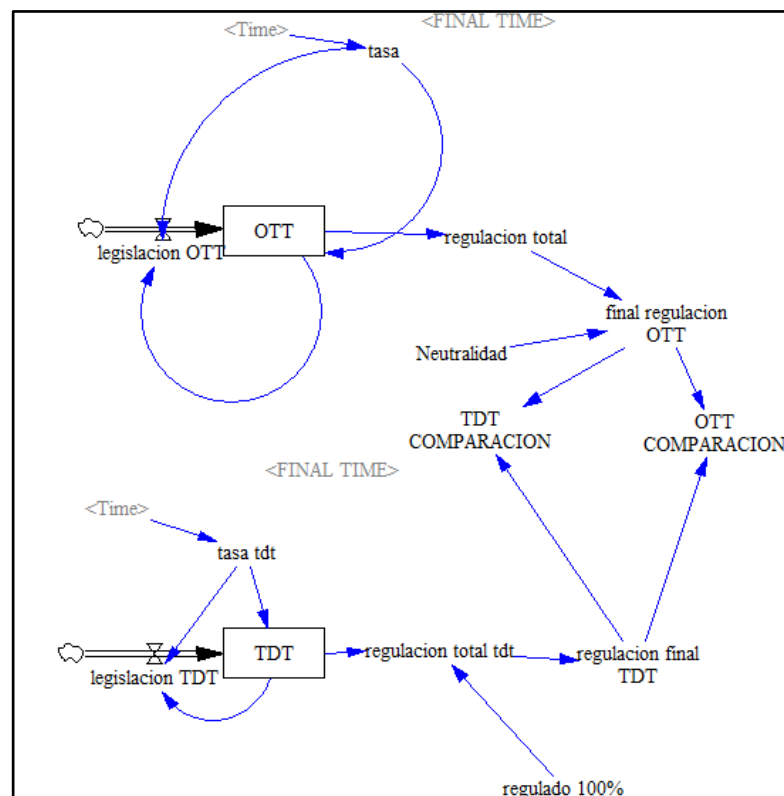 <Time>
<FINAL TIME>
tasa
OTT
legislacion OTT
regulacion total
final regulacion
OTT
Neutralidad
TDT
COMPARACION
OTT
COMPARACION
<FINAL TIME>
<Time>
tasa tdt
TDT
legislacion TDT
regulacion total tdt
regulacion final
TDT
regulado 100%